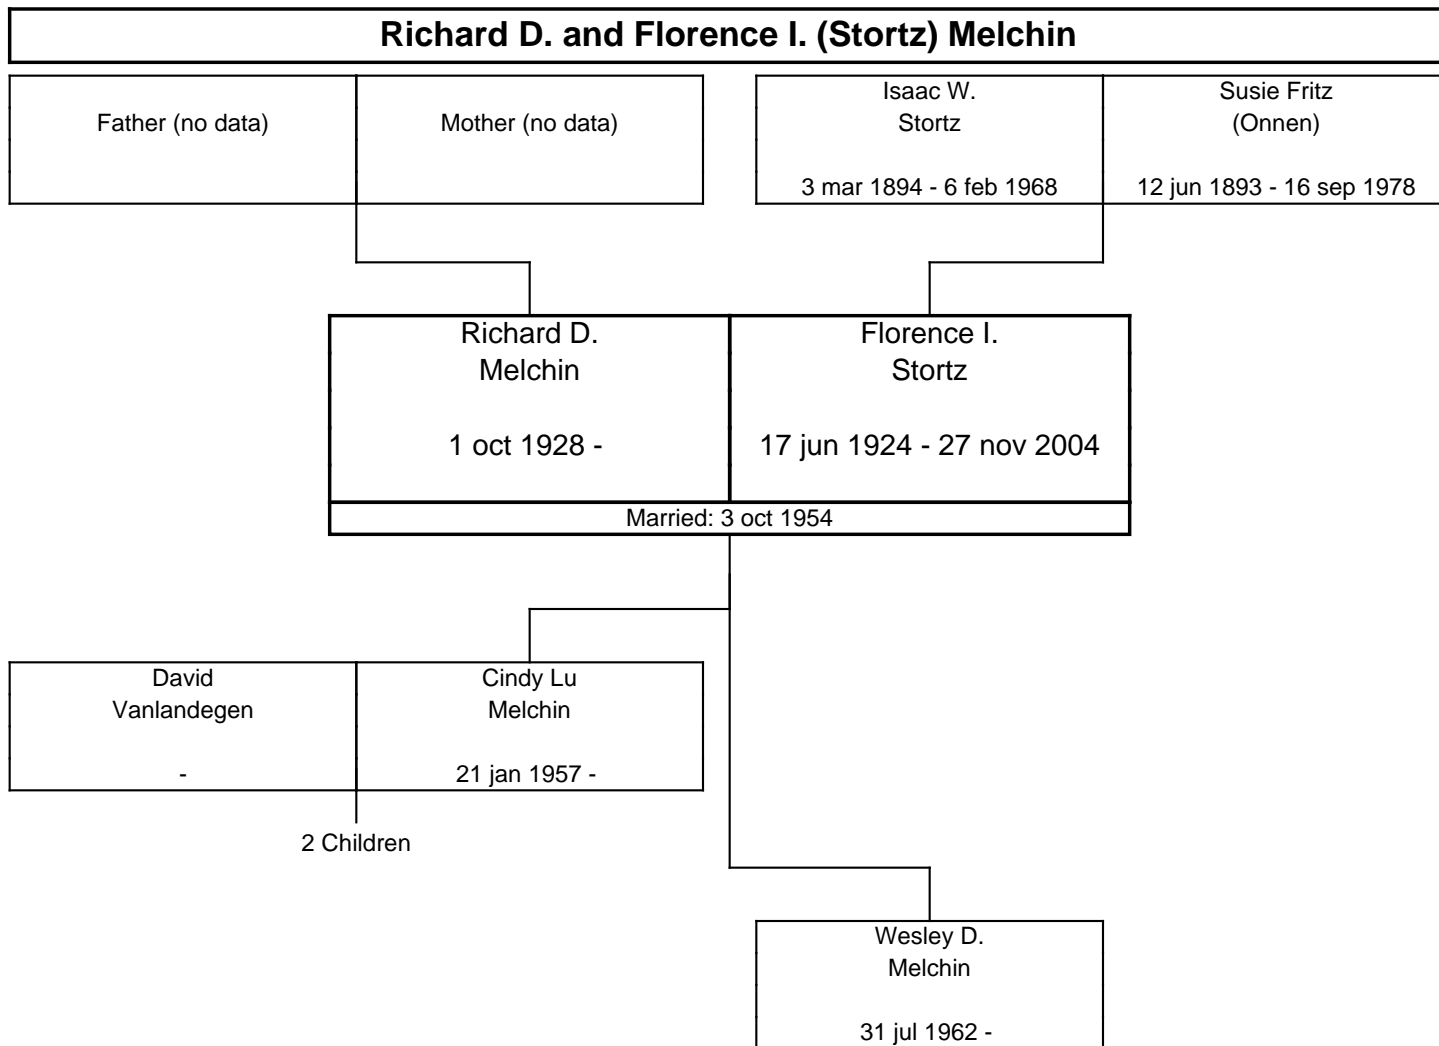 Richard D. and Florence I. (Stortz) Melchin
Father (no data)
Mother (no data)
Isaac W.
Stortz
3 mar 1894 - 6 feb 1968
Susie Fritz
(Onnen)
12 jun 1893 - 16 sep 1978
Richard D.
Melchin
1 oct 1928 -
Florence I.
Stortz
17 jun 1924 - 27 nov 2004
Married: 3 oct 1954
David
Vanlandegen
-
Cindy Lu
Melchin
21 jan 1957 -
2 Children
Wesley D.
Melchin
31 jul 1962 -